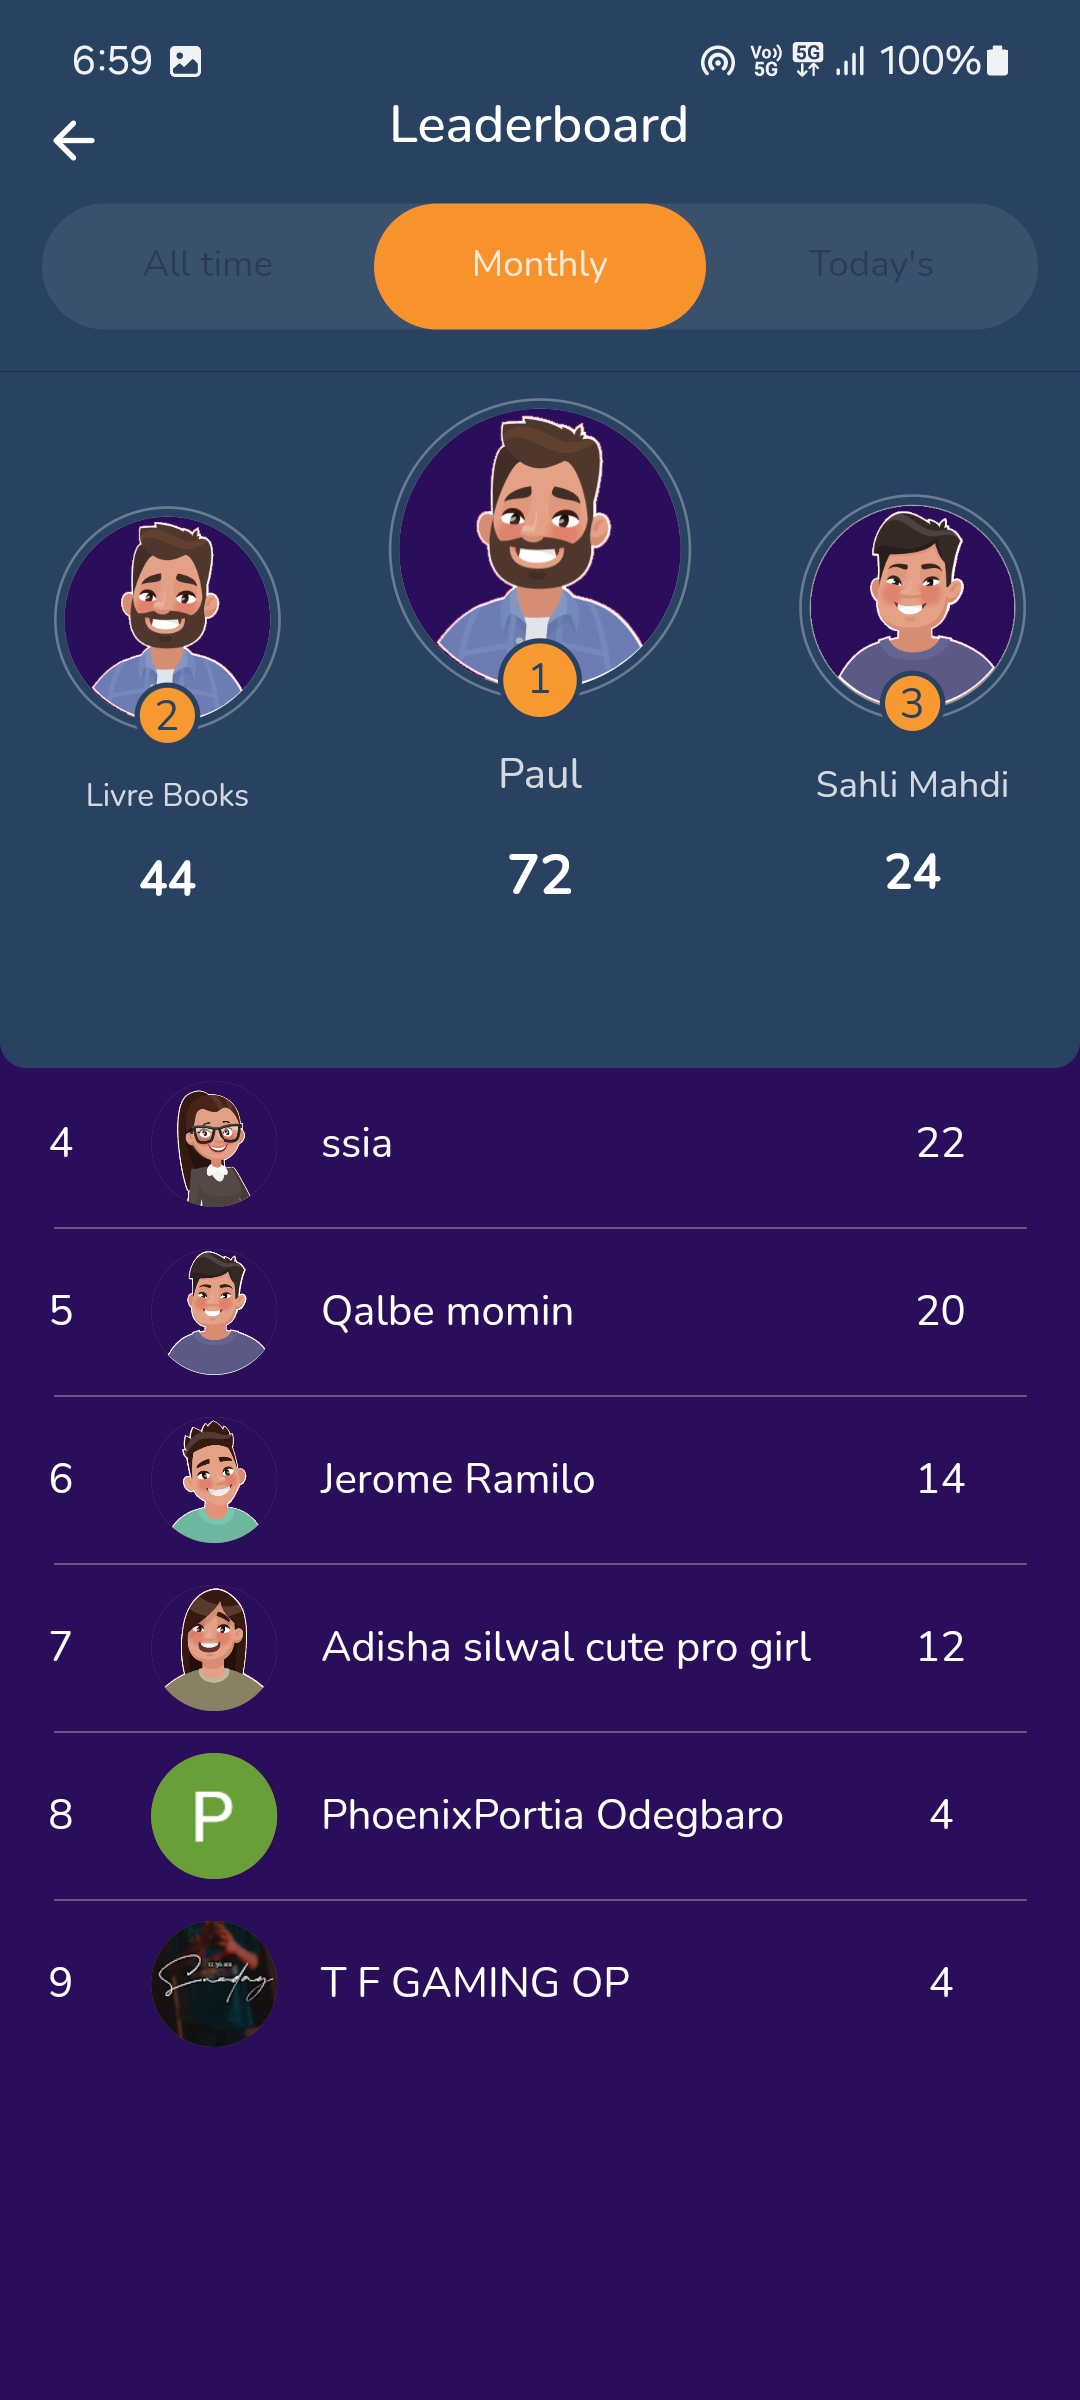 6:59 Vo)) 5G 5G 100%
Leaderboard
All time Monthly Today's
1
2
3
Paul
Livre Books
Sahli Mahdi
44 72 24
4 ssia 22
5 Qalbe momin 20
6 Jerome Ramilo 14
7 Adisha silwal cute pro girl 12
8 P PhoenixPortia Odegbaro 4
9 Sunday T F GAMING OP 4